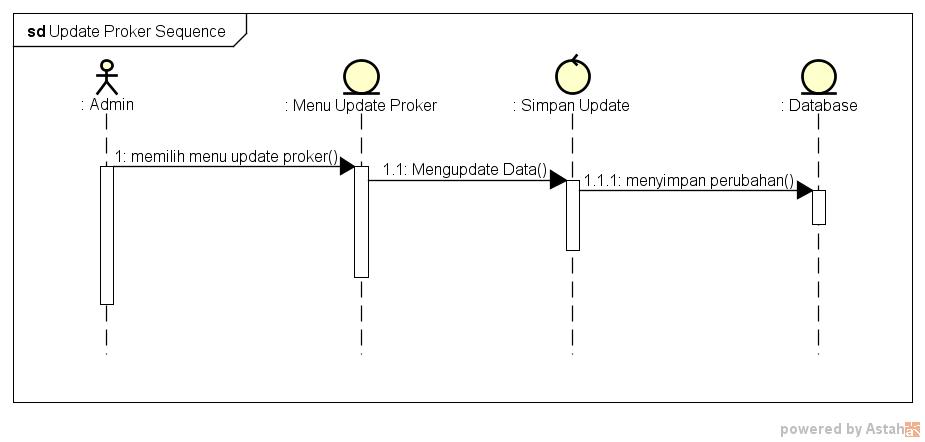 sd Update Proker Sequence
: Admin
: Menu Update Proker
: Simpan Update
: Database
1: memilih menu update proker()
1.1: Mengupdate Data()
1.1.1: menyimpan perubahan()
powered by Astah